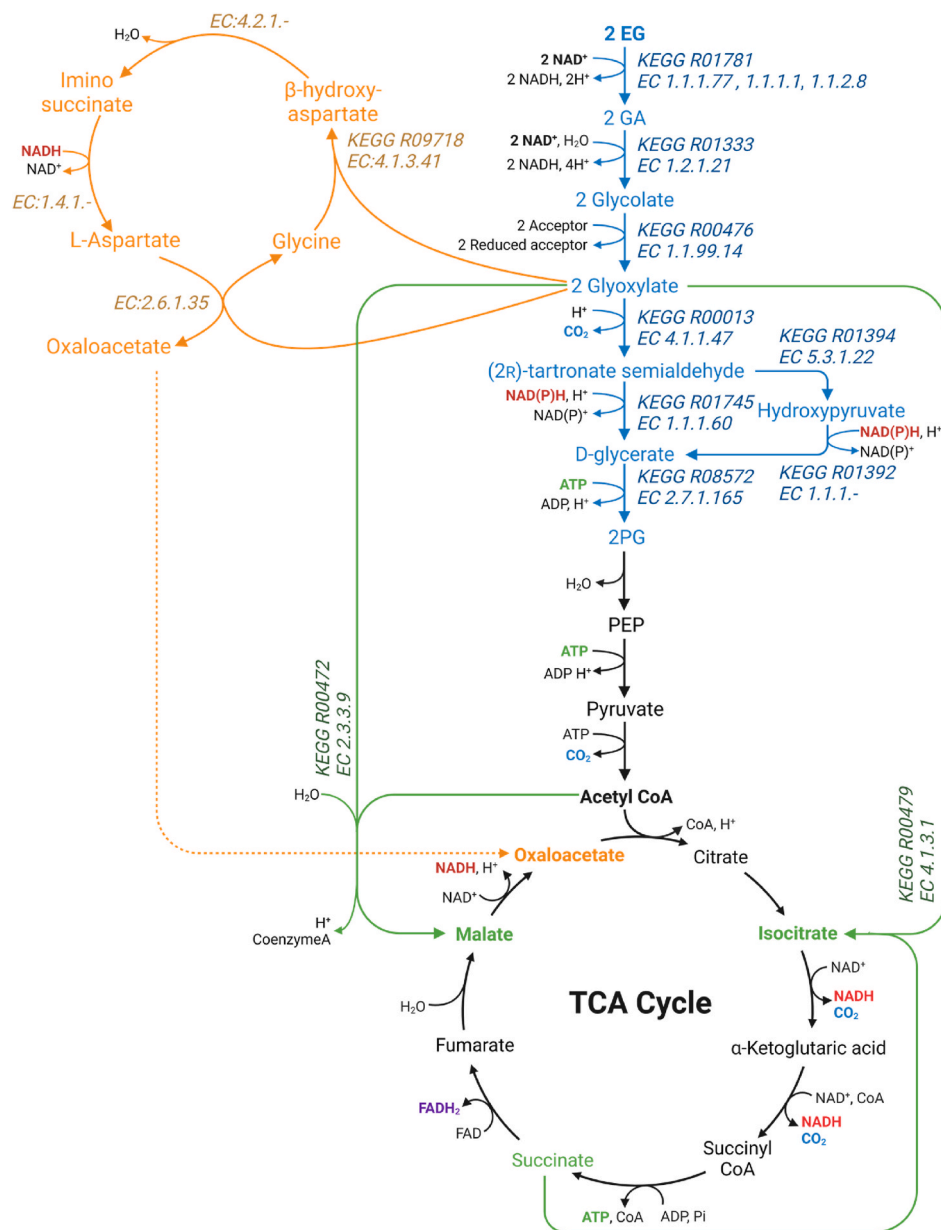 EC:4.2.1.-
H₂O
Imino
succinate
β-hydroxy-
aspartate
NADH
NAD⁺
EC:1.4.1.-
KEGG R09718
EC:4.1.3.41
L-Aspartate
Glycine
EC:2.6.1.35
Oxaloacetate
2 EG
2 NAD⁺
2 NADH, 2H⁺
KEGG R01781
EC 1.1.1.77 , 1.1.1.1, 1.1.2.8
2 GA
2 NAD⁺, H₂O
2 NADH, 4H⁺
KEGG R01333
EC 1.2.1.21
2 Glycolate
2 Acceptor
2 Reduced acceptor
KEGG R00476
EC 1.1.99.14
2 Glyoxylate
H⁺
CO₂
KEGG R00013
EC 4.1.1.47
KEGG R01394
EC 5.3.1.22
(2R)-tartronate semialdehyde
NAD(P)H, H⁺
NAD(P)⁺
KEGG R01745
EC 1.1.1.60
Hydroxypyruvate
NAD(P)H, H⁺
NAD(P)⁺
KEGG R01392
EC 1.1.1.-
D-glycerate
ATP
ADP, H⁺
KEGG R08572
EC 2.7.1.165
2PG
H₂O
PEP
ATP
ADP H⁺
Pyruvate
ATP
CO₂
Acetyl CoA
KEGG R00472
EC 2.3.3.9
H₂O
H⁺
CoenzymeA
KEGG R00479
EC 4.1.3.1
CoA, H⁺
Oxaloacetate
Citrate
NADH, H⁺
NAD⁺
Malate
Isocitrate
NAD⁺
NADH
CO₂
TCA Cycle
H₂O
Fumarate
α-Ketoglutaric acid
NAD⁺, CoA
NADH
CO₂
FADH₂
FAD
Succinyl
CoA
Succinate
ATP, CoA
ADP, Pi